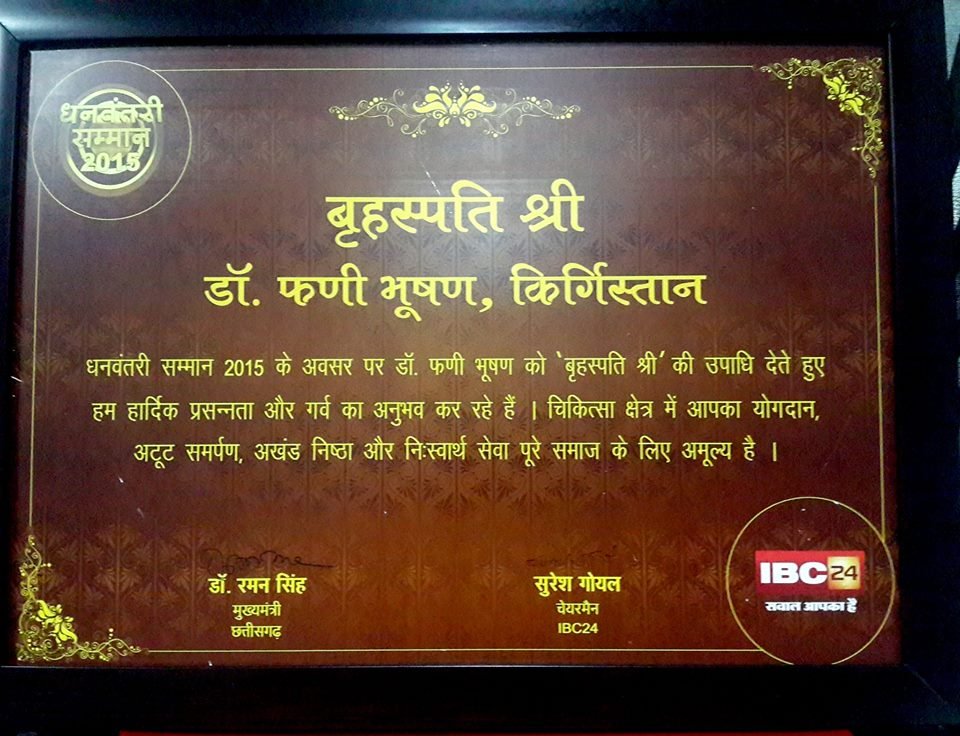 धनवंतरी
सम्मान
2015
बृहस्पति श्री
डॉ. फणी भूषण, किर्गिस्तान
धनवंतरी सम्मान 2015 के अवसर पर डॉ. फणी भूषण को 'बृहस्पति श्री' की उपाधि देते हुए
हम हार्दिक प्रसन्नता और गर्व का अनुभव कर रहे हैं । चिकित्सा क्षेत्र में आपका योगदान,
अटूट समर्पण, अखंड निष्ठा और निःस्वार्थ सेवा पूरे समाज के लिए अमूल्य है ।
डॉ. रमन सिंह
मुख्यमंत्री
छत्तीसगढ़
सुरेश गोयल
चेयरमैन
IBC24
IBC24
सवाल आपका है